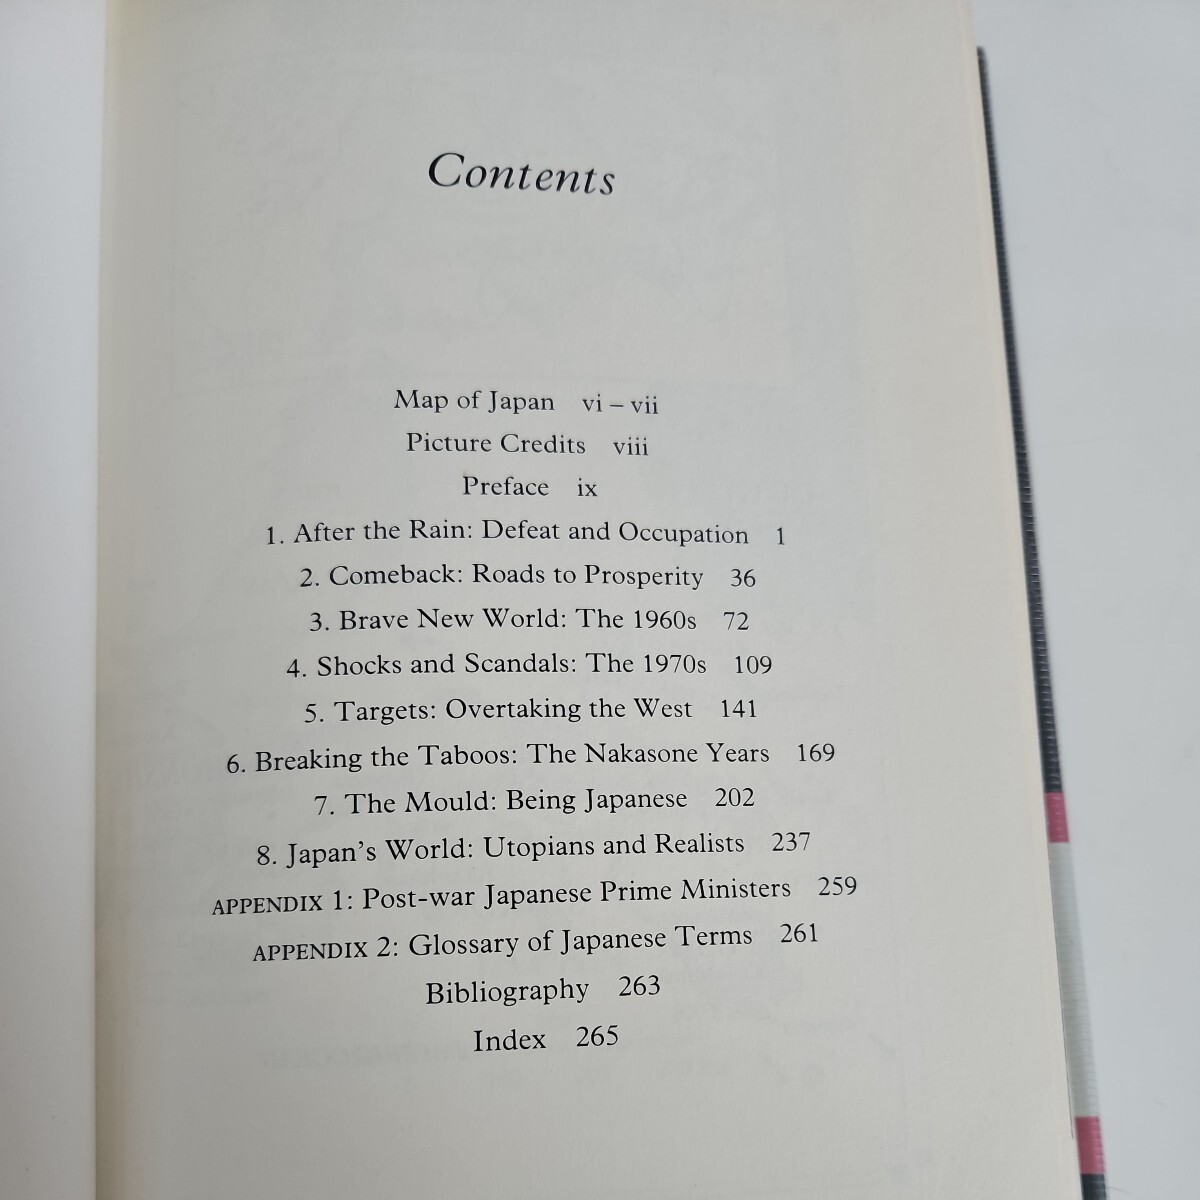 Contents
Map of Japan vi – vii
Picture Credits viii
Preface ix
1. After the Rain: Defeat and Occupation 1
2. Comeback: Roads to Prosperity 36
3. Brave New World: The 1960s 72
4. Shocks and Scandals: The 1970s 109
5. Targets: Overtaking the West 141
6. Breaking the Taboos: The Nakasone Years 169
7. The Mould: Being Japanese 202
8. Japan's World: Utopians and Realists 237
APPENDIX 1: Post-war Japanese Prime Ministers 259
APPENDIX 2: Glossary of Japanese Terms 261
Bibliography 263
Index 265